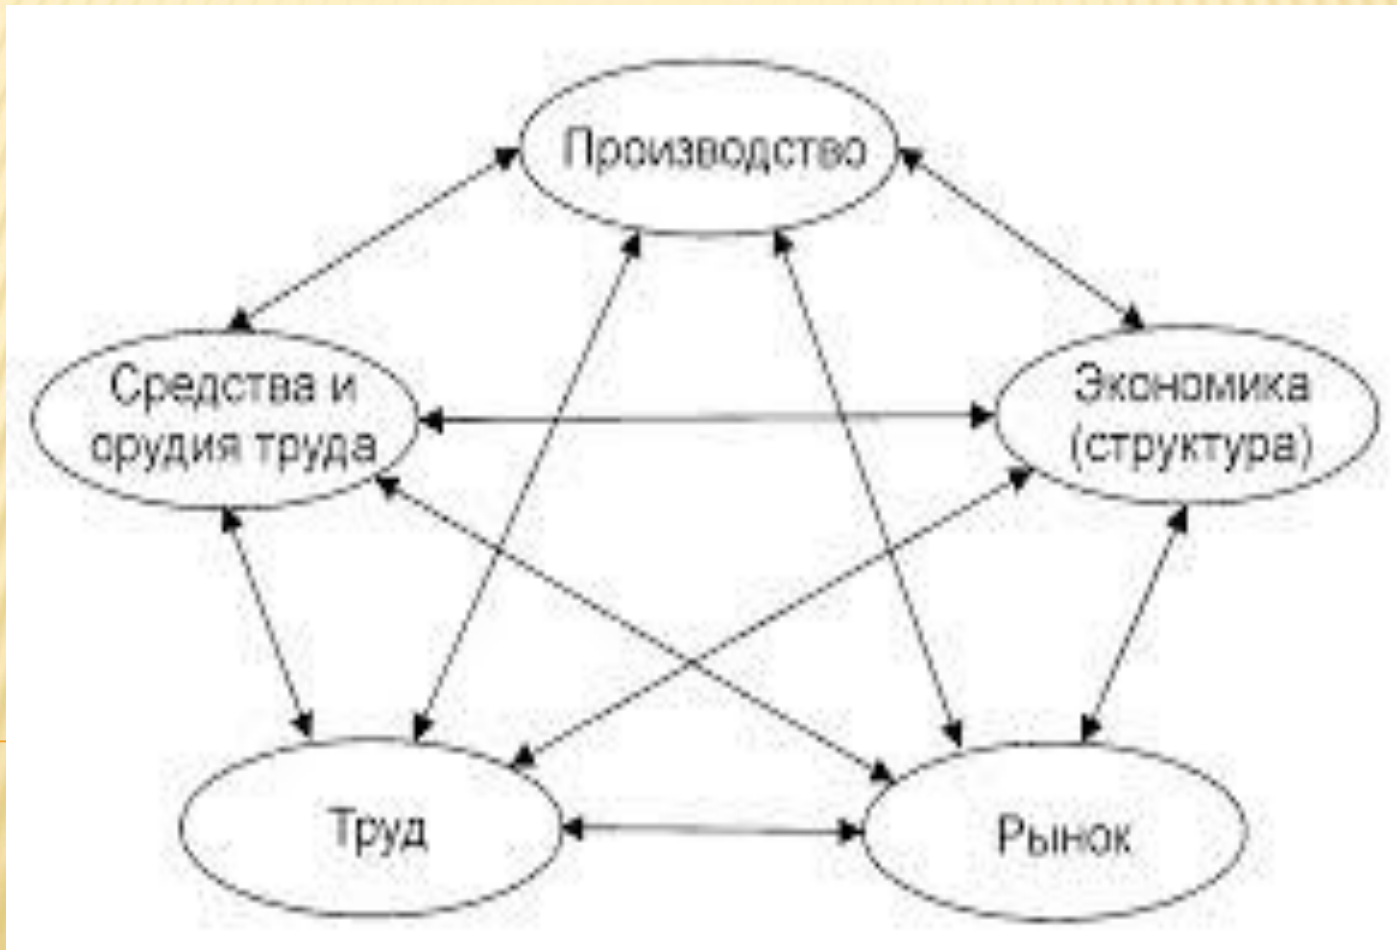 Производство
Средства и
орудия труда
Экономика
(структура)
Труд
Рынок